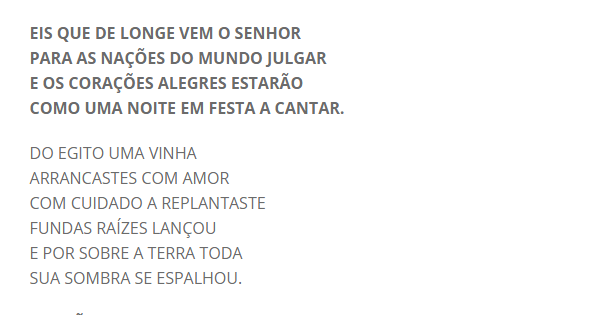 EIS QUE DE LONGE VEM O SENHOR
PARA AS NAÇÕES DO MUNDO JULGAR
E OS CORAÇÕES ALEGRES ESTARÃO
COMO UMA NOITE EM FESTA A CANTAR.
DO EGITO UMA VINHA
ARRANCASTES COM AMOR
COM CUIDADO A REPLANTASTE
FUNDAS RAÍZES LANÇOU
E POR SOBRE A TERRA TODA
SUA SOMBRA SE ESPALHOU.